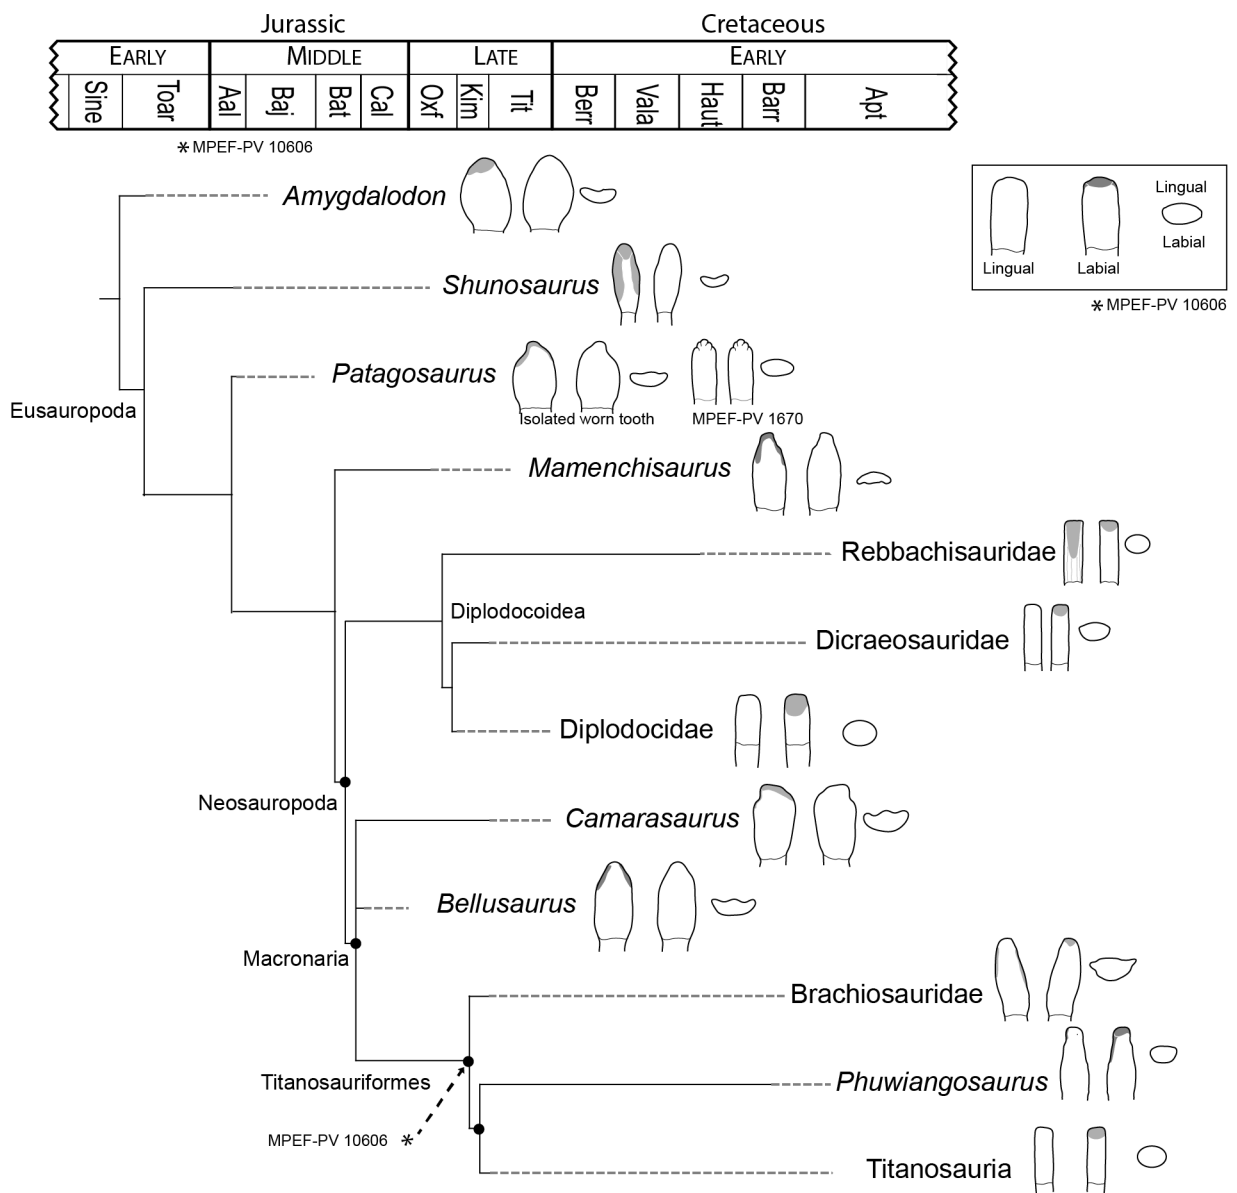 Jurassic Cretaceous
EARLY MIDDLE LATE EARLY
Sine Toar Aal Baj Bat Cal Oxf Kim Tit Berr Vala Haut Barr Apt
* MPEF-PV 10606
Amygdalodon
Lingual
Labial
Lingual Labial
* MPEF-PV 10606
Shunosaurus
Patagosaurus
Isolated worn tooth MPEF-PV 1670
Eusauropoda
Mamenchisaurus
Rebbachisauridae
Diplodocoidea
Dicraeosauridae
Diplodocidae
Neosauropoda
Camarasaurus
Bellusaurus
Macronaria
Brachiosauridae
Titanosauriformes
Phuwiangosaurus
MPEF-PV 10606 *
Titanosauria